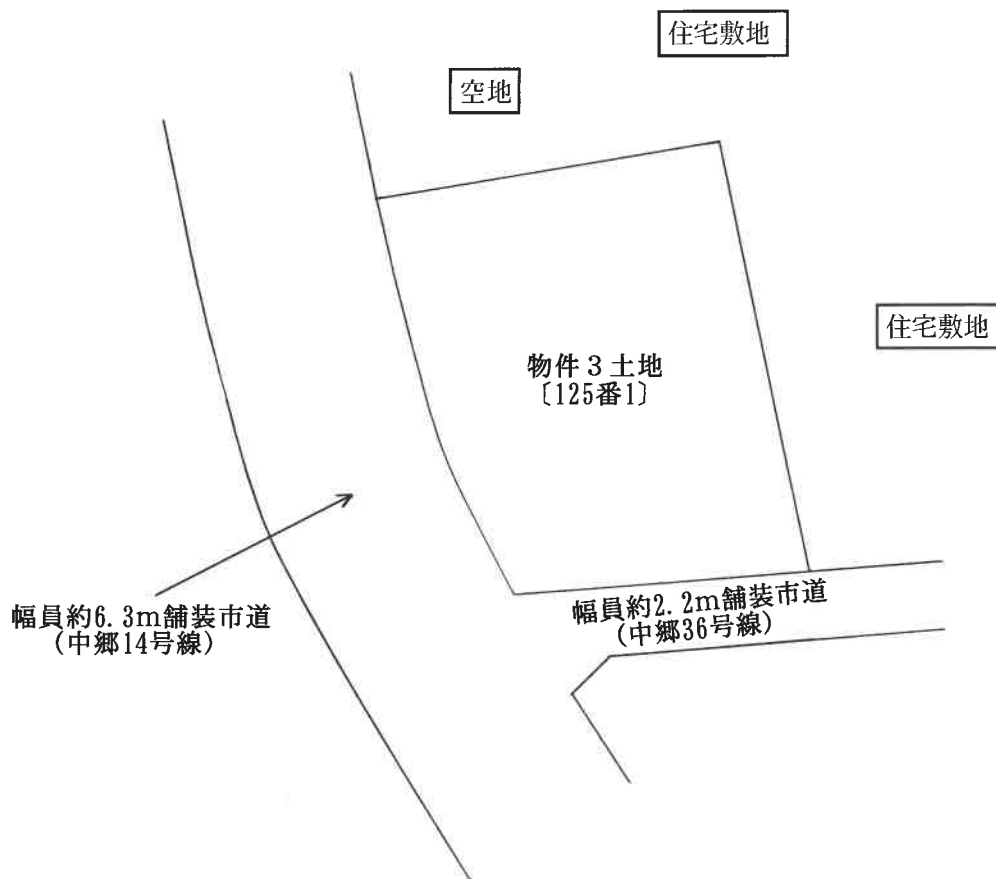 住宅敷地
空地
住宅敷地
物件3土地
〔125番1〕
幅員約6.3m舗装市道
(中郷14号線)
幅員約2.2m舗装市道
(中郷36号線)